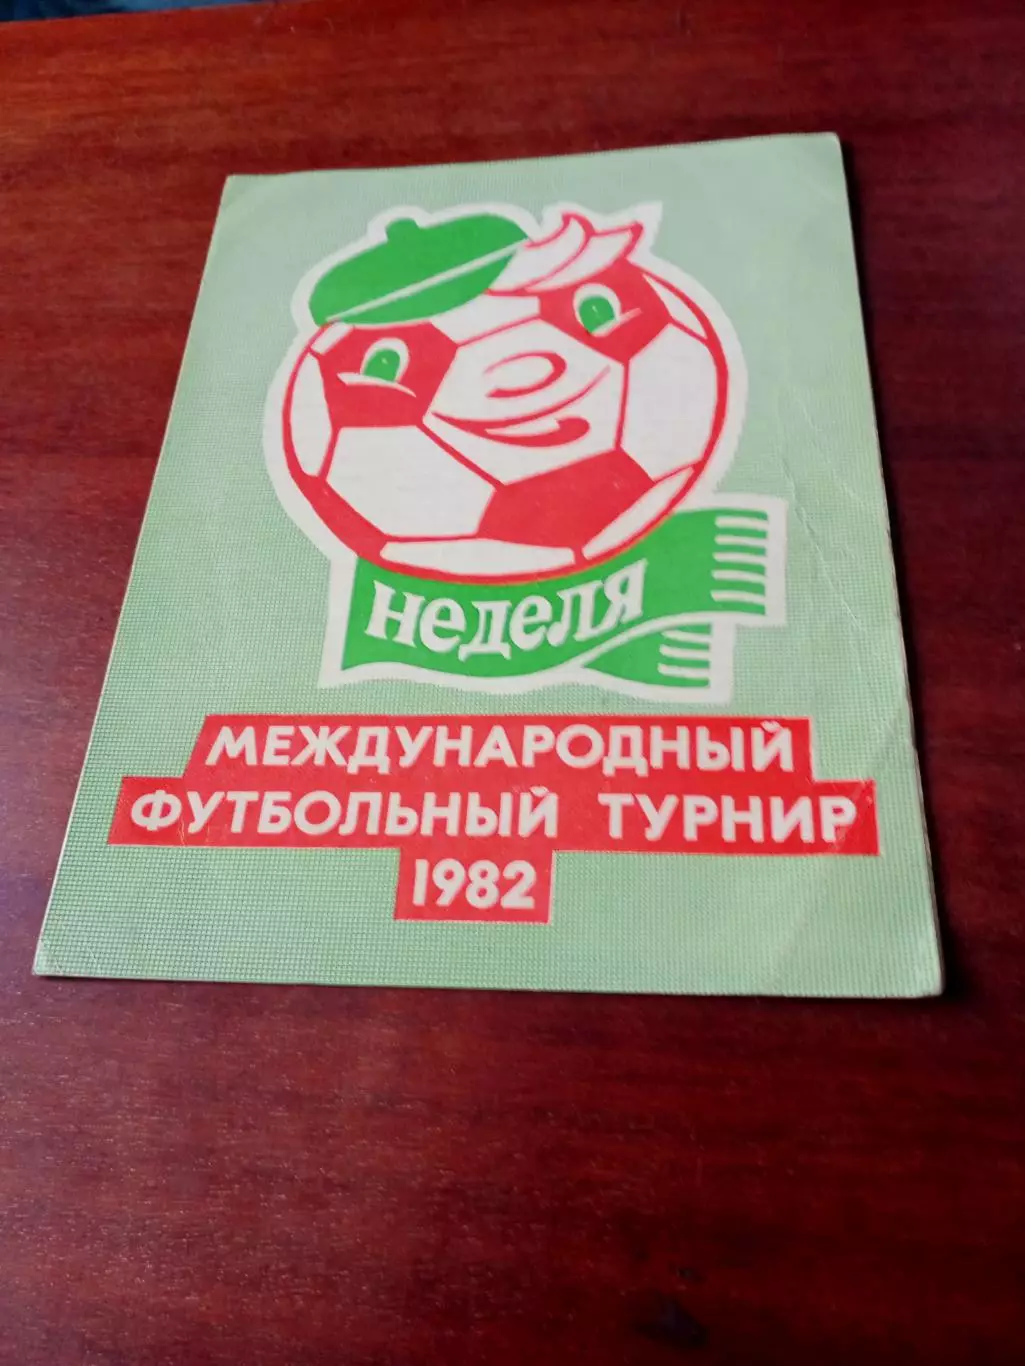 неделя
МЕЖДУНАРОДНЫЙ
ФУТБОЛЬНЫЙ ТУРНИР
1982